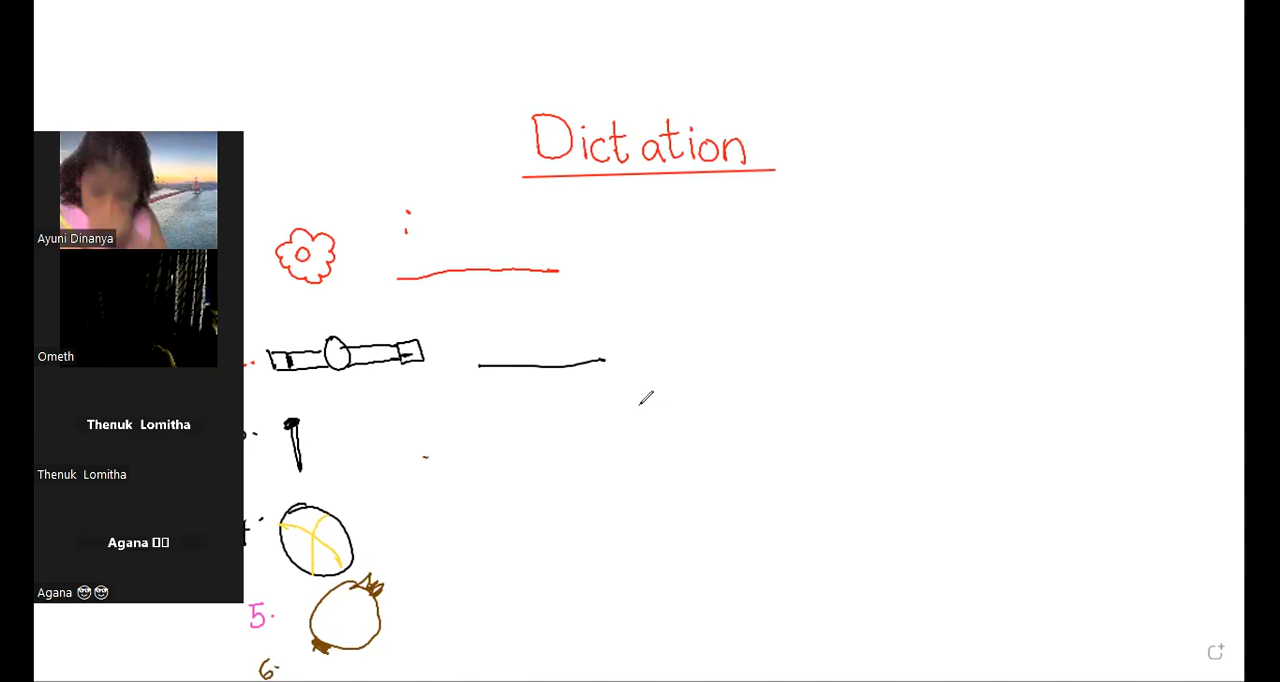 Dictation
Ayuni Dinanya
Ometh
Thenuk Lomitha
Thenuk Lomitha
Agana
Agana 😎😎
5.
6.